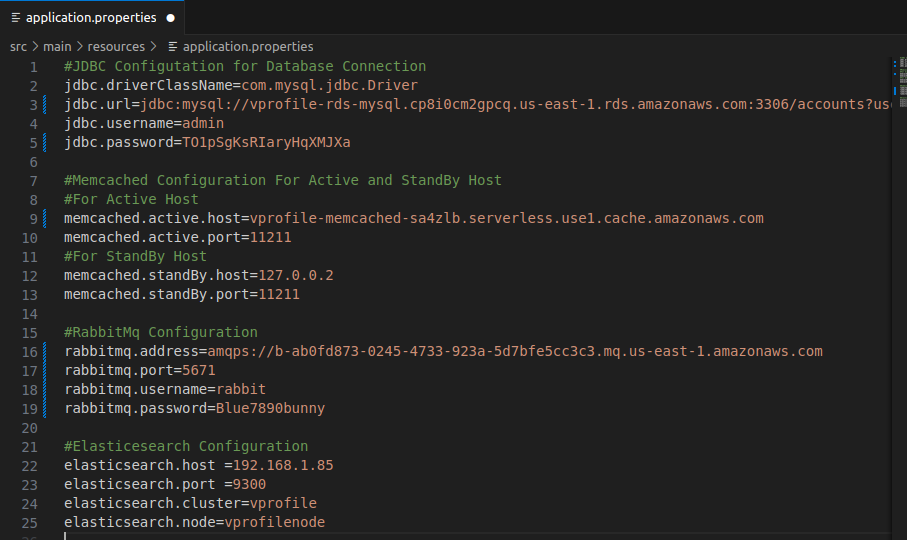 application.properties
src > main > resources > application.properties
1 #JDBC Configutation for Database Connection
2 jdbc.driverClassName=com.mysql.jdbc.Driver
3 jdbc.url=jdbc:mysql://vprofile-rds-mysql.cp8i0cm2gpcq.us-east-1.rds.amazonaws.com:3306/accounts?us
4 jdbc.username=admin
5 jdbc.password=TO1pSgKsRIaryHqXMJXa
6
7 #Memcached Configuration For Active and StandBy Host
8 #For Active Host
9 memcached.active.host=vprofile-memcached-sa4zlb.serverless.use1.cache.amazonaws.com
10 memcached.active.port=11211
11 #For StandBy Host
12 memcached.standBy.host=127.0.0.2
13 memcached.standBy.port=11211
14
15 #RabbitMq Configuration
16 rabbitmq.address=amqps://b-ab0fd873-0245-4733-923a-5d7bfe5cc3c3.mq.us-east-1.amazonaws.com
17 rabbitmq.port=5671
18 rabbitmq.username=rabbit
19 rabbitmq.password=Blue7890bunny
20
21 #Elasticesearch Configuration
22 elasticsearch.host =192.168.1.85
23 elasticsearch.port =9300
24 elasticsearch.cluster=vprofile
25 elasticsearch.node=vprofilenode